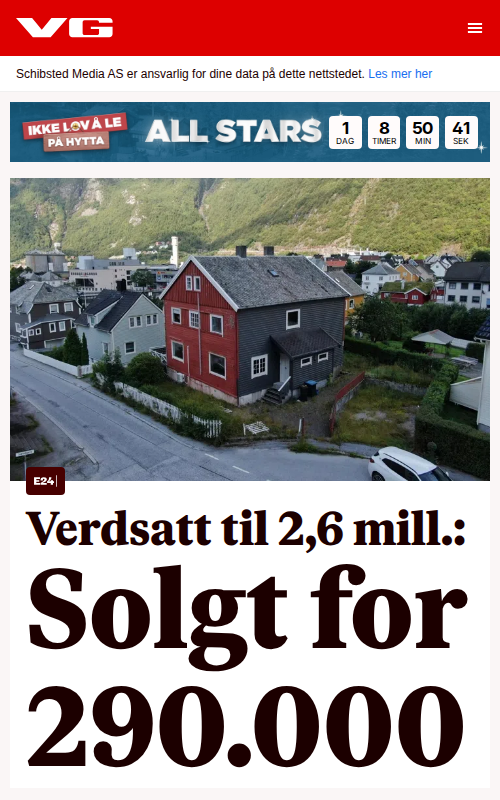 VG
Schibsted Media AS er ansvarlig for dine data på dette nettstedet. Les mer her
IKKE LOV Å LE
PÅ HYTTA
ALL STARS
1 8 50 41
DAG TIMER MIN SEK
E24
Verdsatt til 2,6 mill.:
Solgt for
290.000